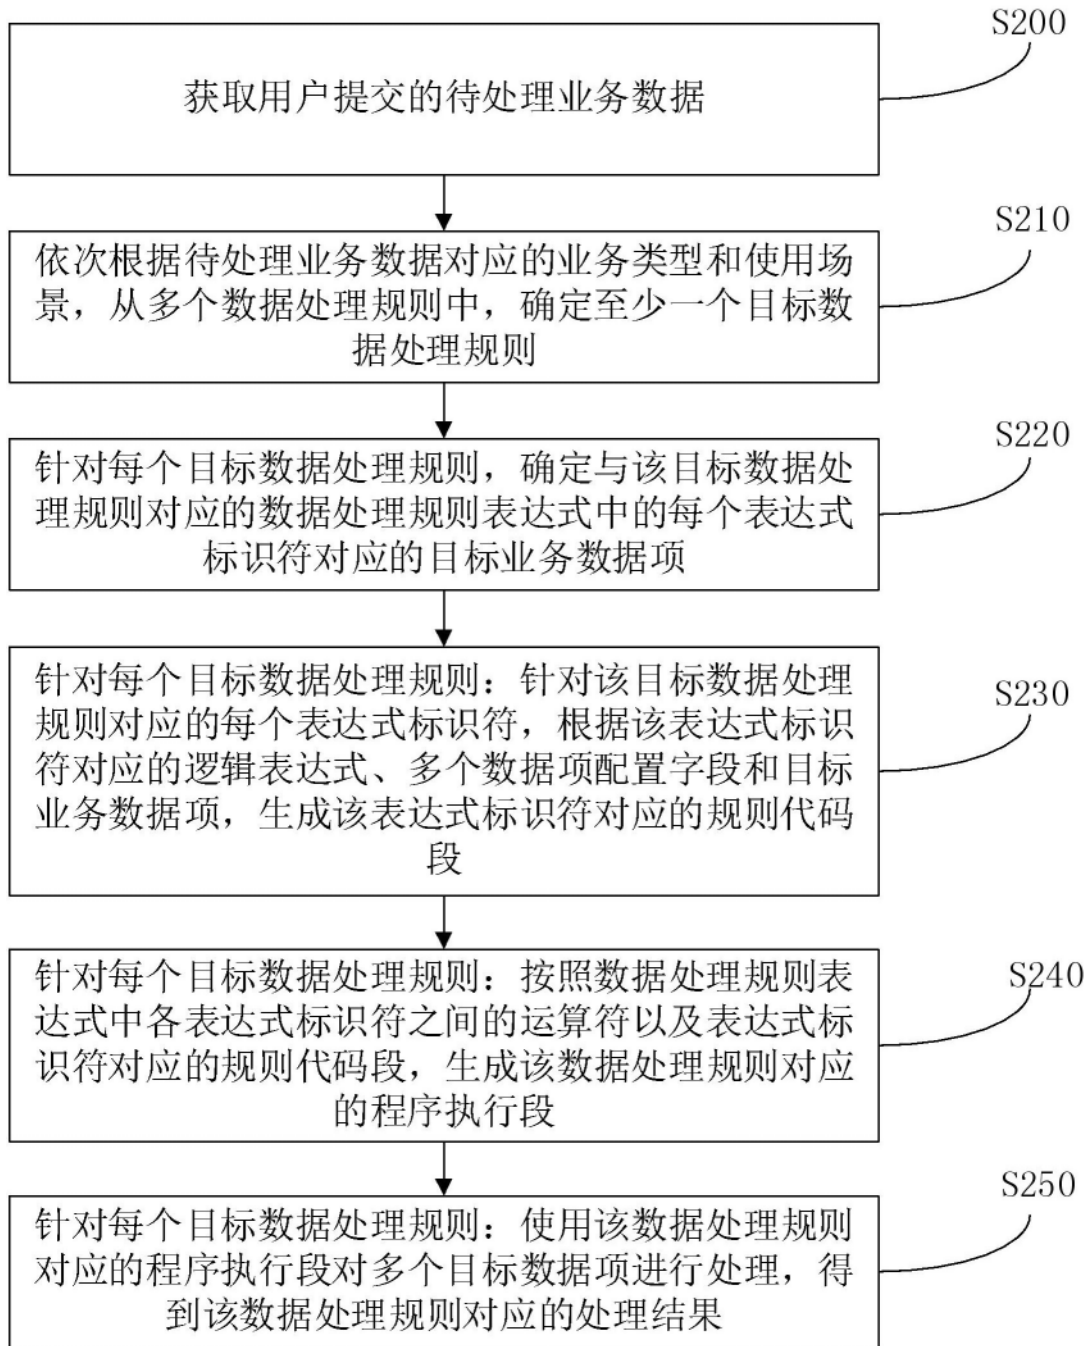 S200
获取用户提交的待处理业务数据
S210
依次根据待处理业务数据对应的业务类型和使用场
景，从多个数据处理规则中，确定至少一个目标数
据处理规则
S220
针对每个目标数据处理规则，确定与该目标数据处
理规则对应的数据处理规则表达式中的每个表达式
标识符对应的目标业务数据项
S230
针对每个目标数据处理规则：针对该目标数据处理
规则对应的每个表达式标识符，根据该表达式标识
符对应的逻辑表达式、多个数据项配置字段和目标
业务数据项，生成该表达式标识符对应的规则代码
段
S240
针对每个目标数据处理规则：按照数据处理规则表
达式中各表达式标识符之间的运算符以及表达式标
识符对应的规则代码段，生成该数据处理规则对应
的程序执行段
S250
针对每个目标数据处理规则：使用该数据处理规则
对应的程序执行段对多个目标数据项进行处理，得
到该数据处理规则对应的处理结果